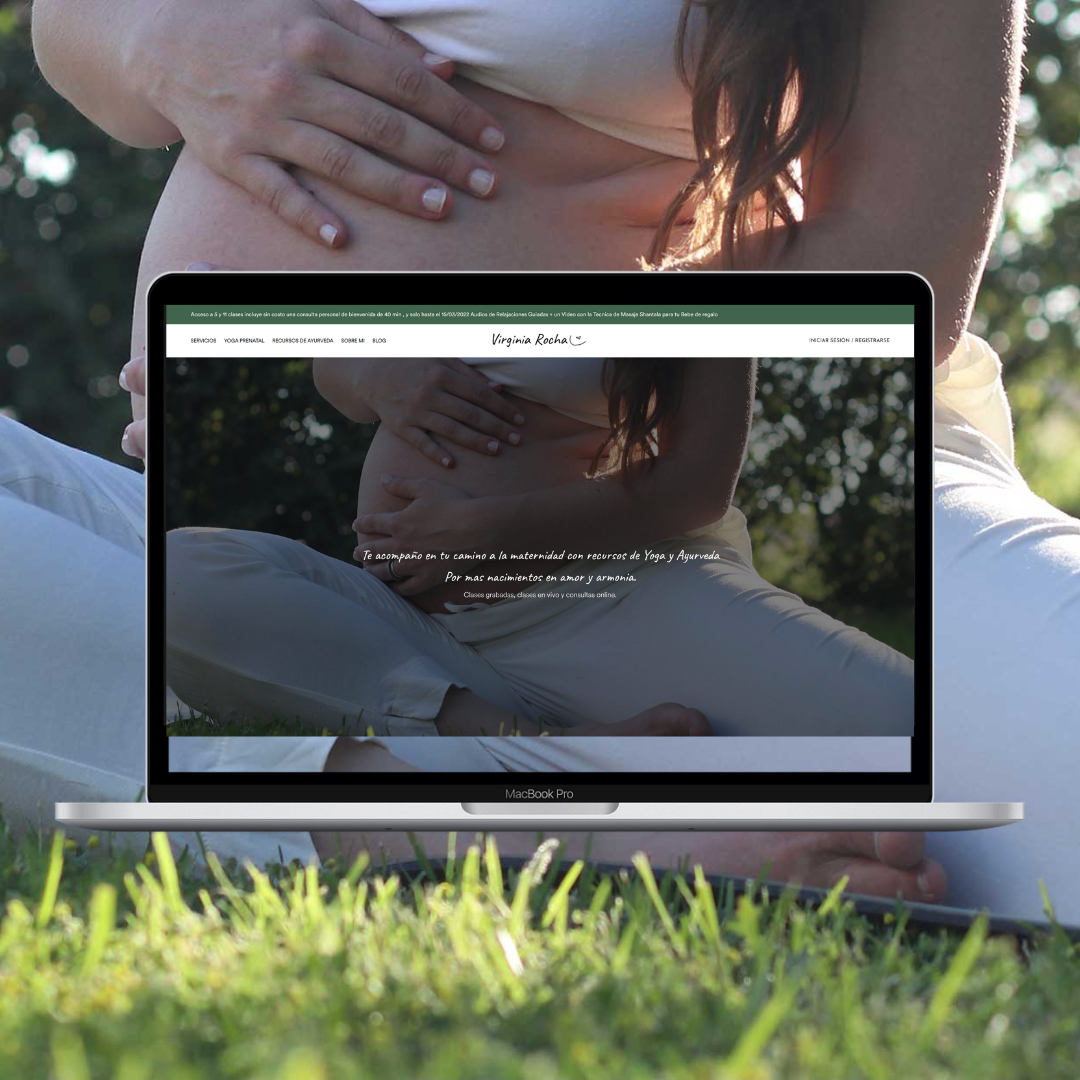 Acceso a 5 y 11 clases incluye sin costo una consulta personal de bienvenida de 40 min , y solo hasta el 15/03/2022 Audios de Relajaciones Guiadas + un Video con la Tecnica de Masaje Shantala para tu Bebe de regalo
SERVICIOS YOGA PRENATAL RECURSOS DE AYURVEDA SOBRE MI BLOG
Virginia Rocha
INICIAR SESIÓN / REGISTRARSE
Te acompaño en tu camino a la maternidad con recursos de Yoga y Ayurveda
Por mas nacimientos en amor y armonia.
Clases grabadas, clases en vivo y consultas online.
MacBook Pro